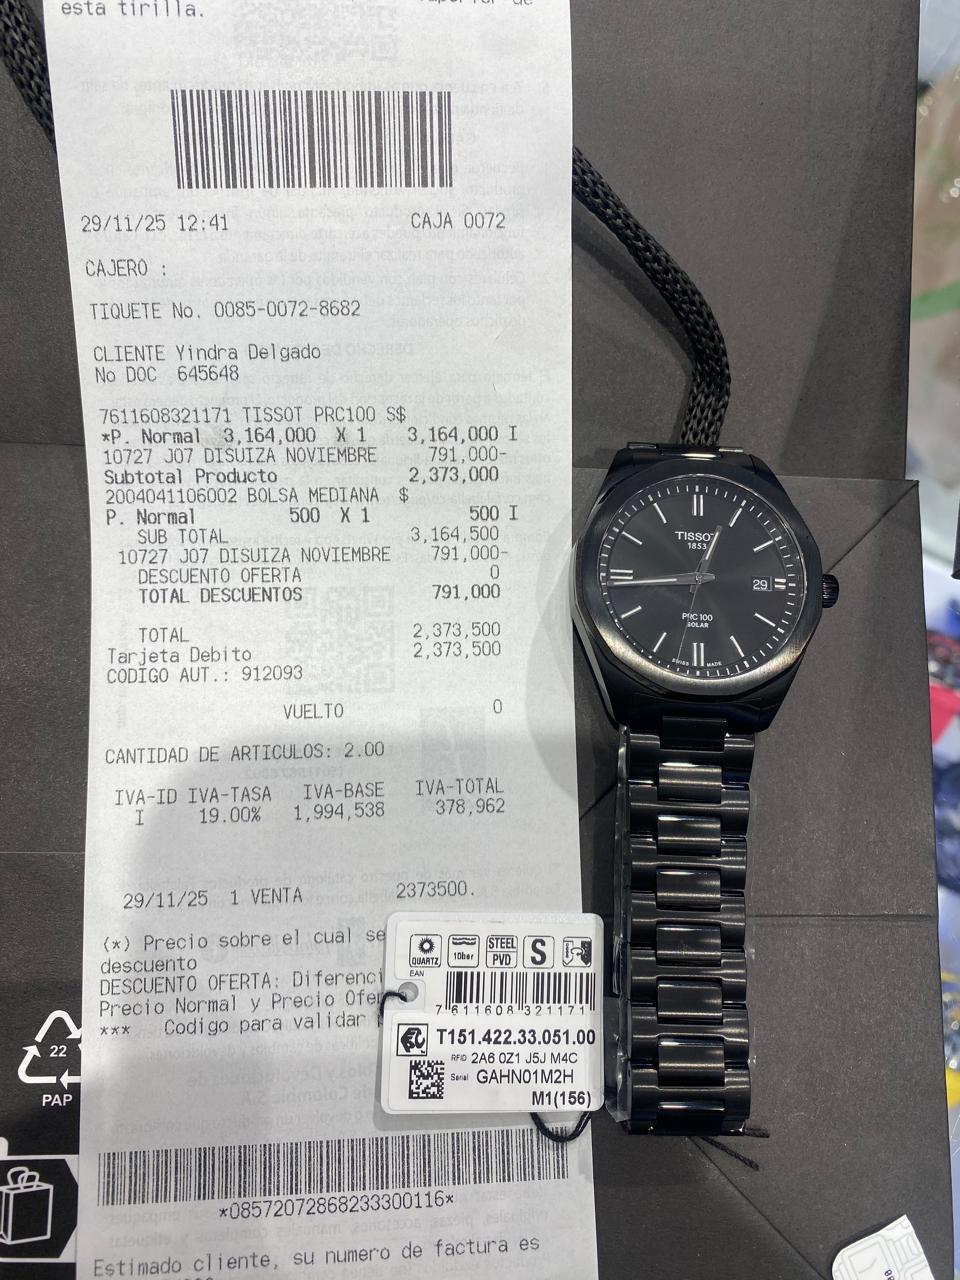 esta tirilla.
29/11/25 12:41 CAJA 0072
CAJERO :
TIQUETE No. 0085-0072-8682
CLIENTE Yindra Delgado
No DOC 645648
7611608321171 TISSOT PRC100 S$
*P. Normal 3,164,000 X 1 3,164,000 I
10727 J07 DISUIZA NOVIEMBRE 791,000-
Subtotal Producto 2,373,000
2004041106002 BOLSA MEDIANA $
P. Normal 500 X 1 500 I
SUB TOTAL 3,164,500
10727 J07 DISUIZA NOVIEMBRE 791,000-
DESCUENTO OFERTA 0
TOTAL DESCUENTOS 791,000
TOTAL 2,373,500
Tarjeta Debito 2,373,500
CODIGO AUT.: 912093
VUELTO 0
CANTIDAD DE ARTICULOS: 2.00
IVA-ID IVA-TASA IVA-BASE IVA-TOTAL
I 19.00% 1,994,538 378,962
29/11/25 1 VENTA 2373500.
(*) Precio sobre el cual se
descuento
DESCUENTO OFERTA: Diferenci
Precio Normal y Precio Ofer
*** Codigo para validar
*08572072868233300116*
Estimado cliente, su numero de factura es
TISSOT
1853
29
PRC 100
SOLAR
SWISS MADE
QUARTZ
10bar
STEEL
PVD
S
EAN
7 611608 321171
T151.422.33.051.00
RFID 2A6 0Z1 J5J M4C
Serial GAHN01M2H
M1(156)
22
PAP